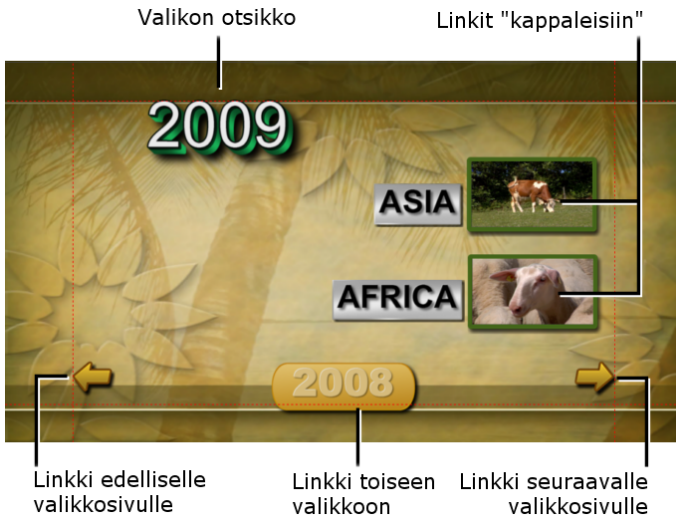 Valikon otsikko
Linkit "kappaleisiin"
2009
ASIA
AFRICA
2008
Linkki edelliselle
valikkosivulle
Linkki toiseen
valikkoon
Linkki seuraavalle
valikkosivulle